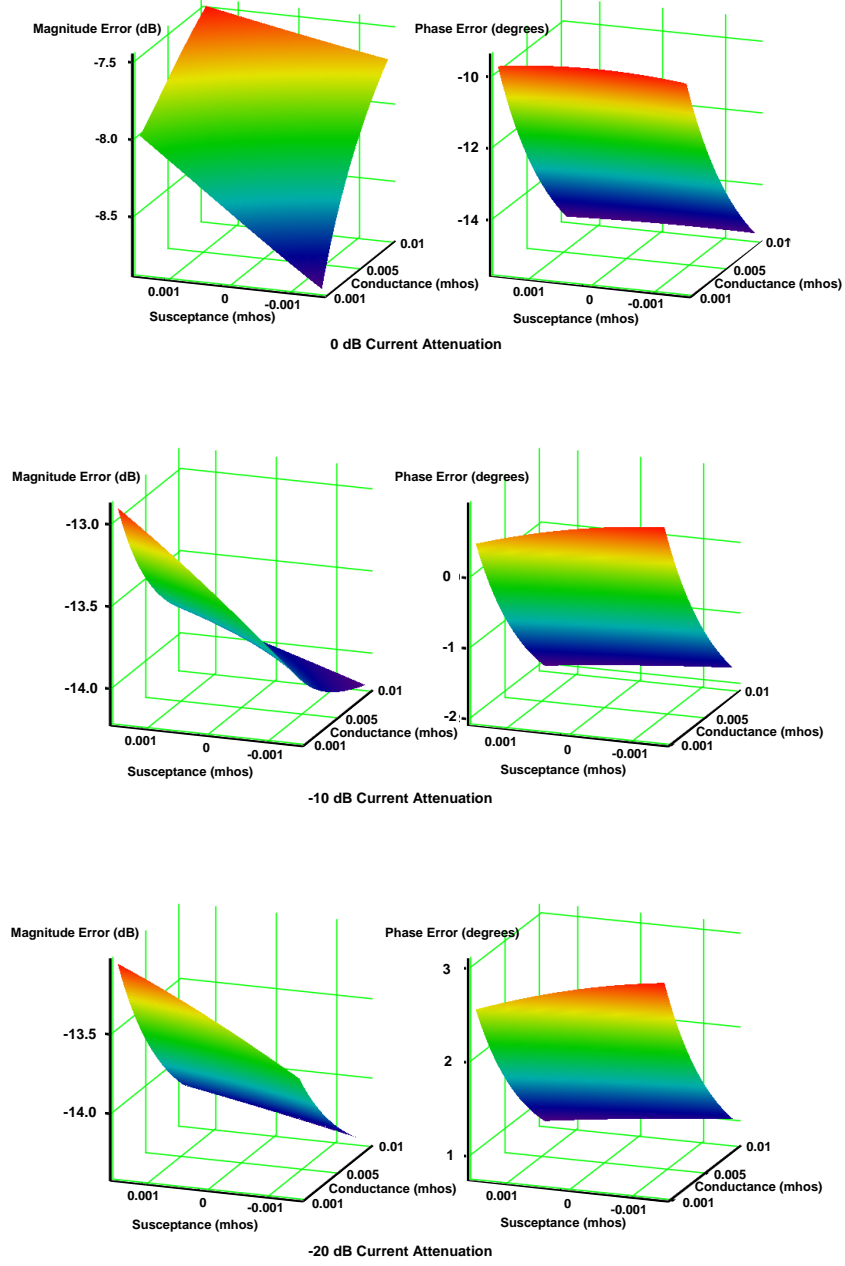 Magnitude Error (dB)
-7.5
-8.0
-8.5
0.001
0
-0.001
Susceptance (mhos)
0.01
0.005
Conductance (mhos)
0.001
Phase Error (degrees)
-10
-12
-14
0.001
0
-0.001
Susceptance (mhos)
0.01
0.005
Conductance (mhos)
0.001
0 dB Current Attenuation
Magnitude Error (dB)
-13.0
-13.5
-14.0
0.001
0
-0.001
Susceptance (mhos)
0.01
0.005
Conductance (mhos)
0.001
Phase Error (degrees)
0
-1
-2
0.001
0
-0.001
Susceptance (mhos)
0.01
0.005
Conductance (mhos)
0.001
-10 dB Current Attenuation
Magnitude Error (dB)
-13.5
-14.0
0.001
0
-0.001
Susceptance (mhos)
0.01
0.005
Conductance (mhos)
0.001
Phase Error (degrees)
3
2
1
0.001
0
-0.001
Susceptance (mhos)
0.01
0.005
Conductance (mhos)
0.001
-20 dB Current Attenuation